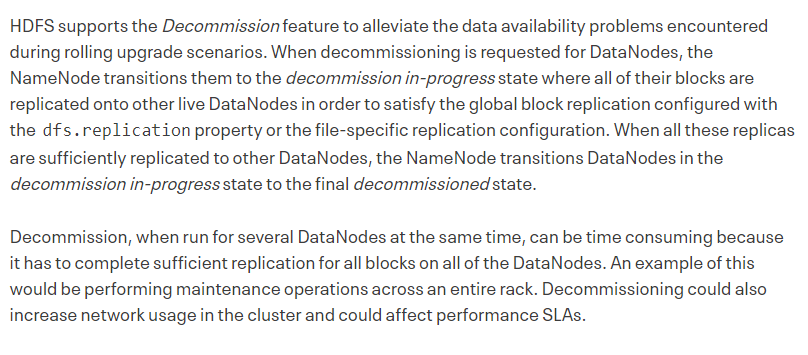 HDFS supports the Decommission feature to alleviate the data availability problems encountered
during rolling upgrade scenarios. When decommissioning is requested for DataNodes, the
NameNode transitions them to the decommission in-progress state where all of their blocks are
replicated onto other live DataNodes in order to satisfy the global block replication configured with
the dfs.replication property or the file-specific replication configuration. When all these replicas
are sufficiently replicated to other DataNodes, the NameNode transitions DataNodes in the
decommission in-progress state to the final decommissioned state.
Decommission, when run for several DataNodes at the same time, can be time consuming because
it has to complete sufficient replication for all blocks on all of the DataNodes. An example of this
would be performing maintenance operations across an entire rack. Decommissioning could also
increase network usage in the cluster and could affect performance SLAs.